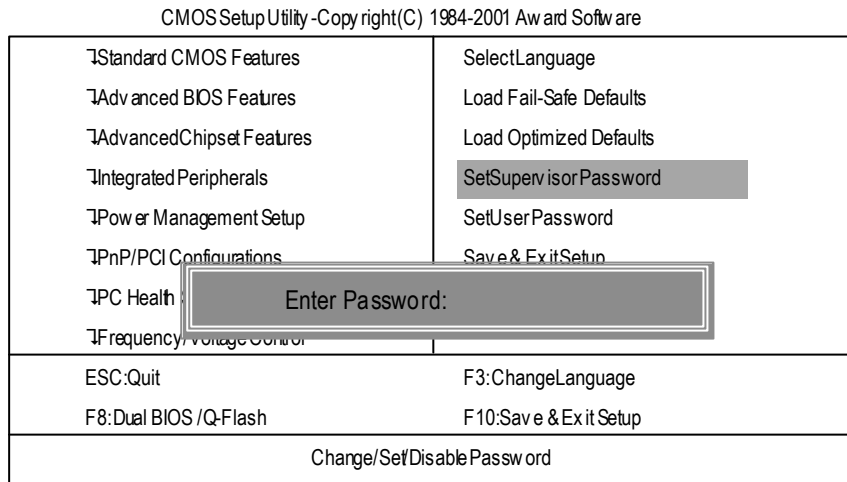 CMOS Setup Utility -Copyright (C) 1984-2001 Award Software
Standard CMOS Features
Advanced BIOS Features
Advanced Chipset Features
Integrated Peripherals
Power Management Setup
PnP/PCI Configurations
PC Health
Frequency/Voltage Control
Select Language
Load Fail-Safe Defaults
Load Optimized Defaults
Set Supervisor Password
Set User Password
Save & Exit Setup
Enter Password:
ESC:Quit
F3:Change Language
F8:Dual BIOS /Q-Flash
F10:Save & Exit Setup
Change/Set/Disable Password